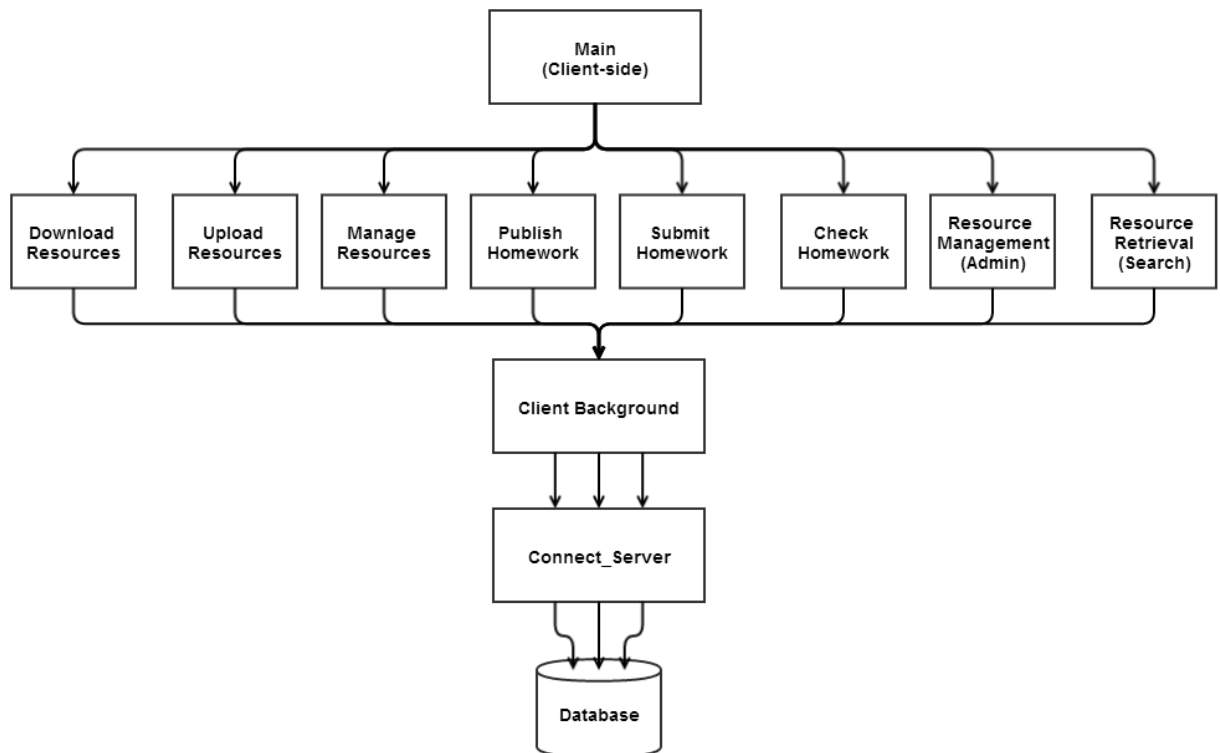 Main
(Client-side)
Download
Resources
Upload
Resources
Manage
Resources
Publish
Homework
Submit
Homework
Check
Homework
Resource
Management
(Admin)
Resource
Retrieval
(Search)
Client Background
Connect_Server
Database